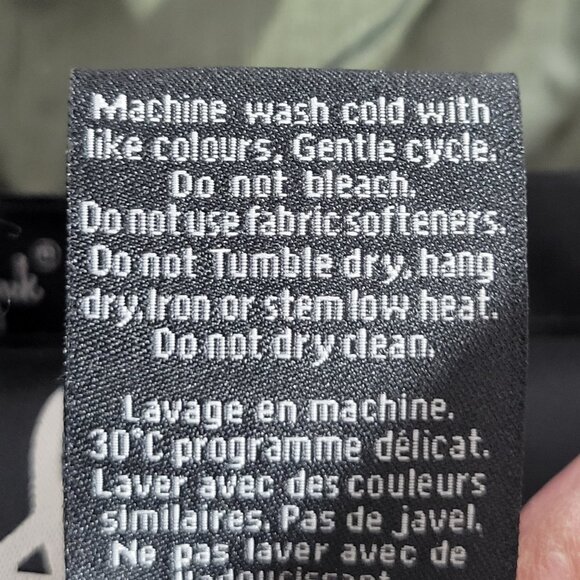 Machine wash cold with
like colours. Gentle cycle.
Do not bleach.
Do not use fabric softeners.
Do not Tumble dry, hang
dry. Iron or stem low heat.
Do not dry clean.
Lavage en machine.
30°C programme délicat.
Laver avec des couleurs
similaires. Pas de javel.
Ne pas laver avec de